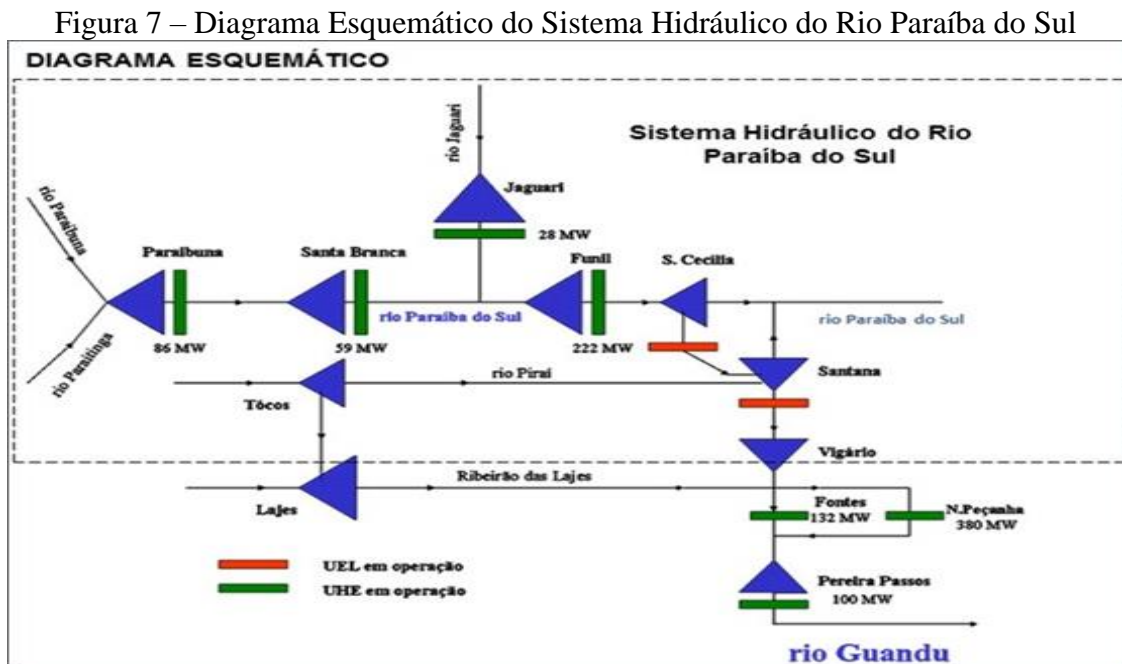 Figura 7 – Diagrama Esquemático do Sistema Hidráulico do Rio Paraíba do Sul
DIAGRAMA ESQUEMÁTICO
Sistema Hidráulico do Rio
Paraíba do Sul
rio Jaguari
Jaguari
28 MW
rio Paraibuna
rio Paraitinga
Paraibuna
86 MW
Santa Branca
59 MW
rio Paraíba do Sul
Funil
222 MW
S. Cecilia
rio Paraíba do Sul
Santana
rio Piraí
Tócos
Vigário
Lajes
Ribeirão das Lajes
Fontes
132 MW
N.Peçanha
380 MW
UEL em operação
UHE em operação
Pereira Passos
100 MW
rio Guandu